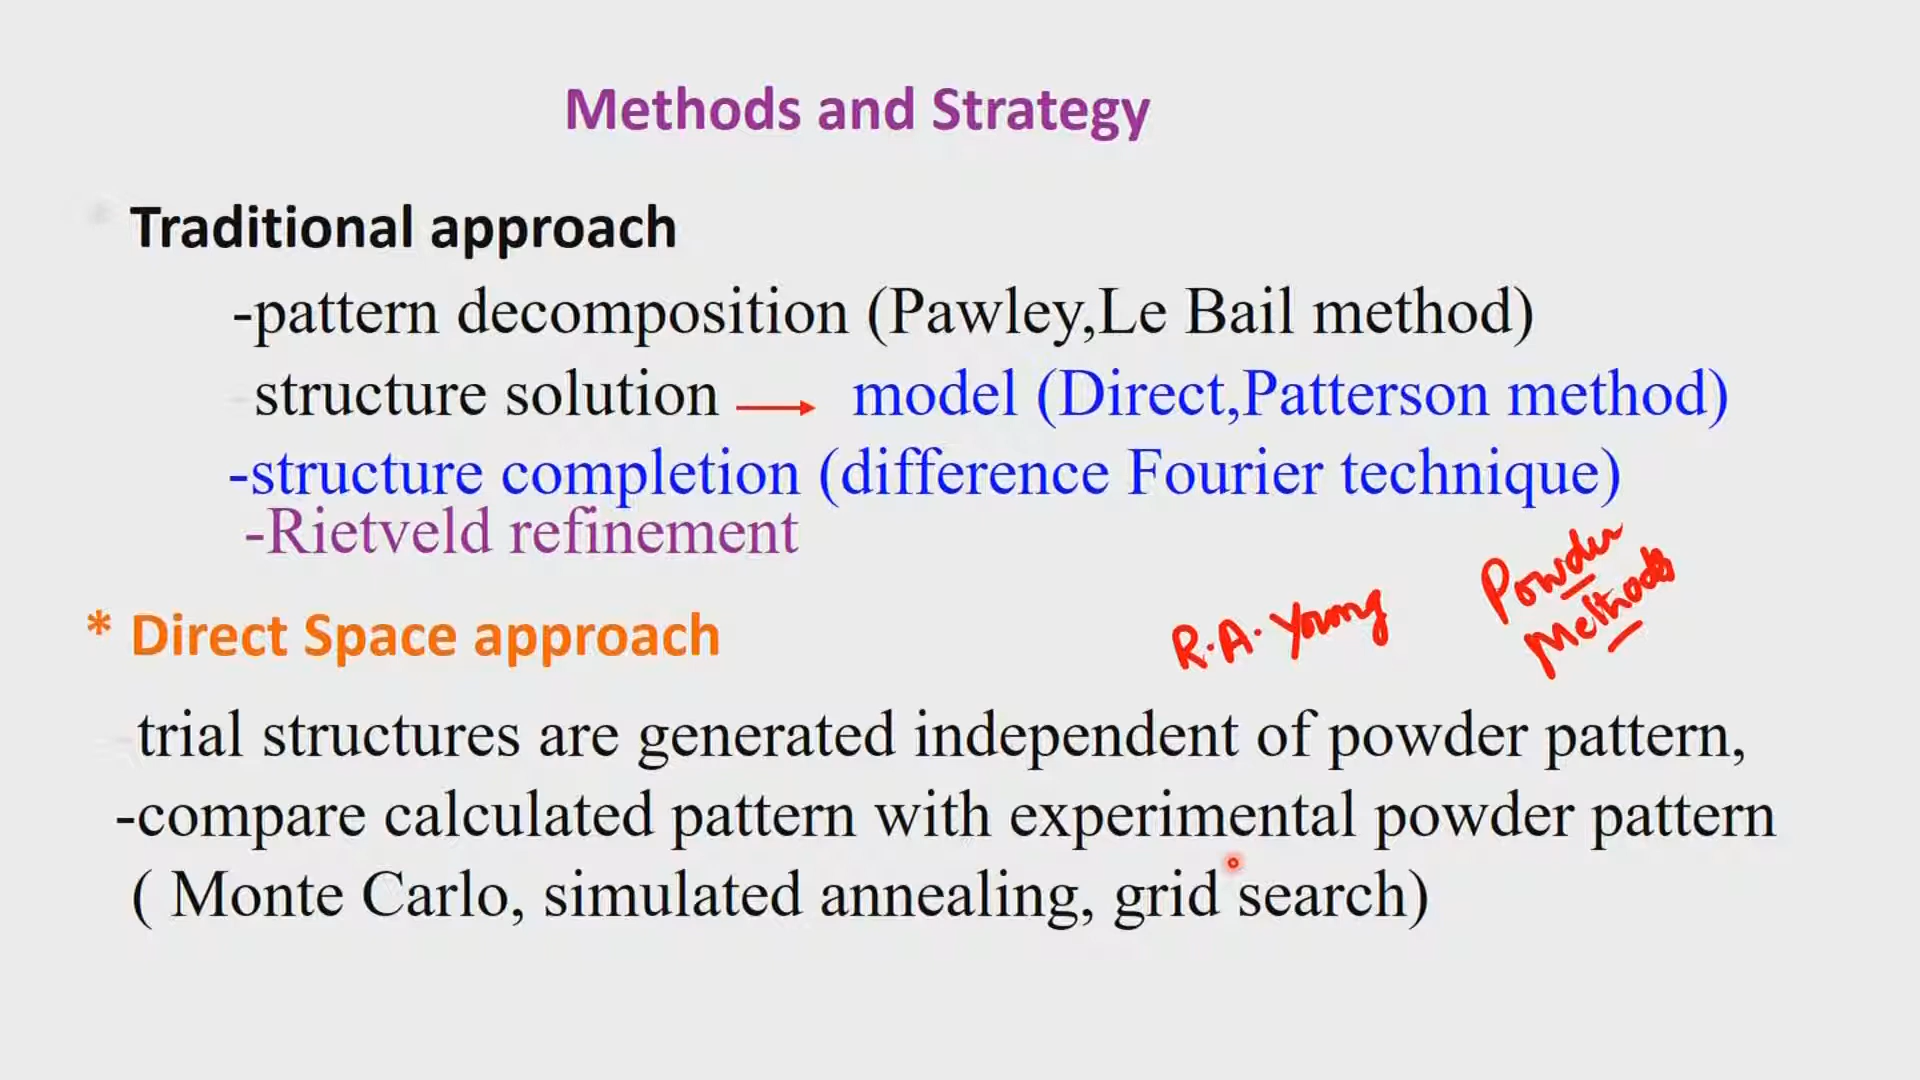 Methods and Strategy
Traditional approach
-pattern decomposition (Pawley,Le Bail method)
-structure solution → model (Direct,Patterson method)
-structure completion (difference Fourier technique)
-Rietveld refinement
Powder
Methods
R.A. Young
* Direct Space approach
-trial structures are generated independent of powder pattern,
-compare calculated pattern with experimental powder pattern
( Monte Carlo, simulated annealing, grid search)